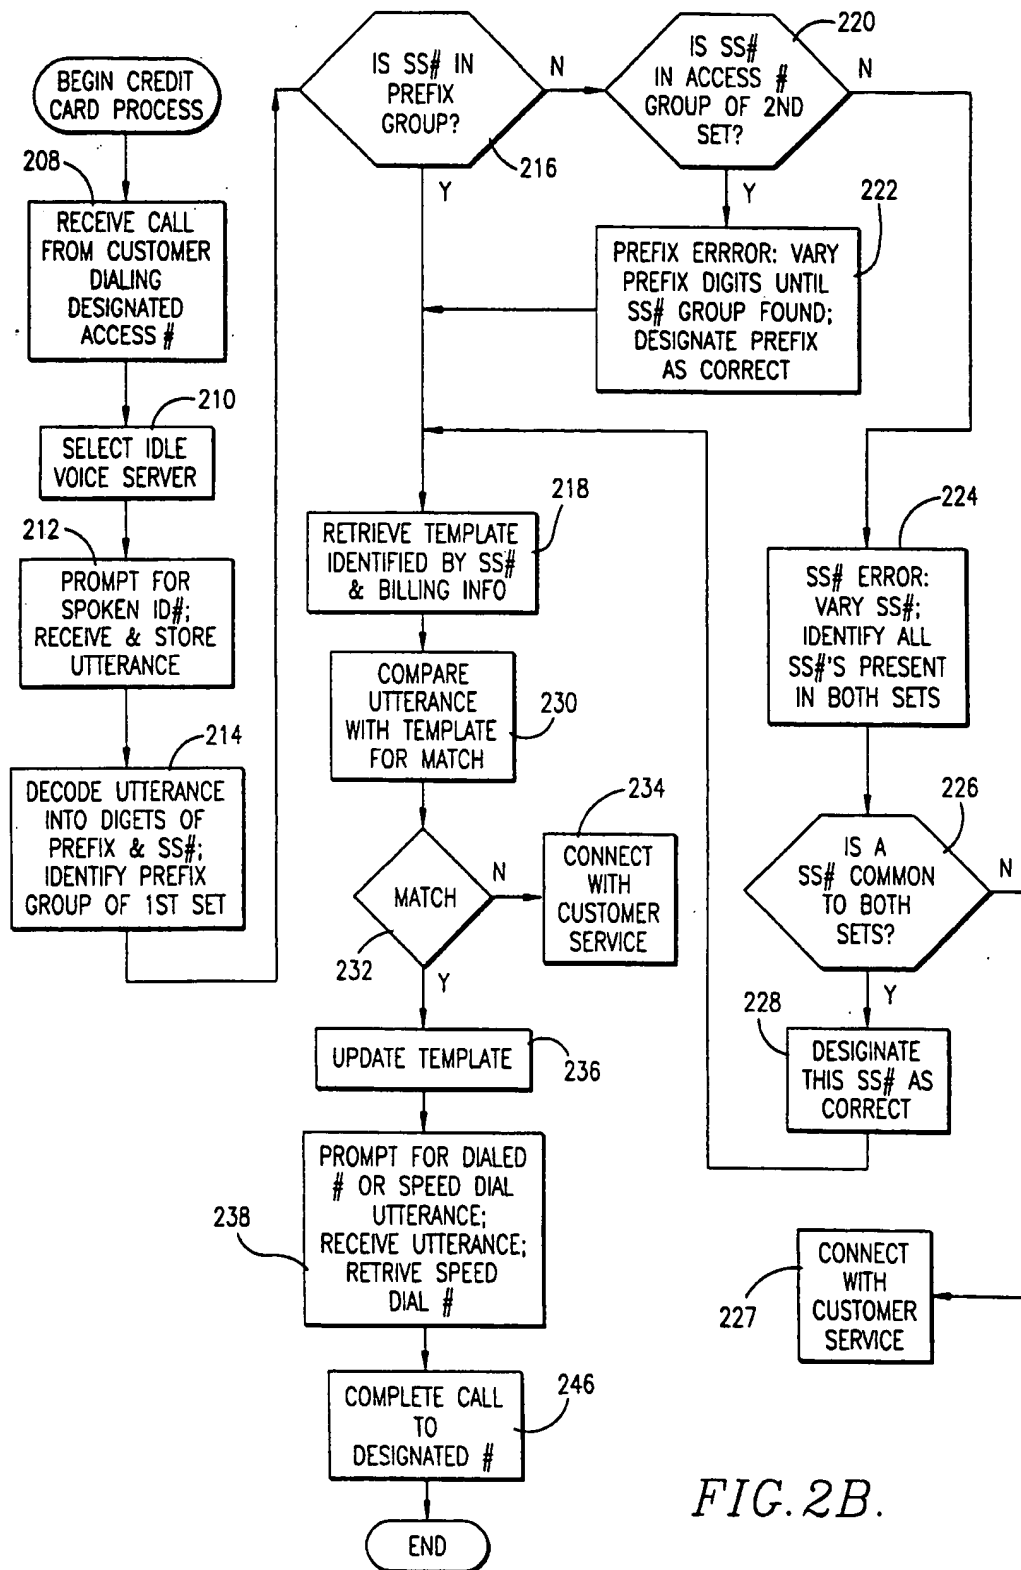 BEGIN CREDIT
CARD PROCESS
208
RECEIVE CALL
FROM CUSTOMER
DIALING
DESIGNATED
ACCESS #
210
SELECT IDLE
VOICE SERVER
212
PROMPT FOR
SPOKEN ID#;
RECEIVE & STORE
UTTERANCE
214
DECODE UTTERANCE
INTO DIGETS OF
PREFIX & SS#;
IDENTIFY PREFIX
GROUP OF 1ST SET
IS SS# IN
PREFIX
GROUP?
216
N
Y
220
IS SS#
IN ACCESS #
GROUP OF 2ND
SET?
N
Y
222
PREFIX ERRROR: VARY
PREFIX DIGITS UNTIL
SS# GROUP FOUND;
DESIGNATE PREFIX
AS CORRECT
218
RETRIEVE TEMPLATE
IDENTIFIED BY SS#
& BILLING INFO
224
SS# ERROR:
VARY SS#;
IDENTIFY ALL
SS#'S PRESENT
IN BOTH SETS
COMPARE
UTTERANCE
WITH TEMPLATE
FOR MATCH
230
226
IS A
SS# COMMON
TO BOTH
SETS?
N
Y
MATCH
232
N
Y
234
CONNECT
WITH
CUSTOMER
SERVICE
228
DESIGINATE
THIS SS# AS
CORRECT
UPDATE TEMPLATE
236
PROMPT FOR DIALED
# OR SPEED DIAL
UTTERANCE;
RECEIVE UTTERANCE;
RETRIVE SPEED
DIAL #
238
CONNECT
WITH
CUSTOMER
SERVICE
227
COMPLETE CALL
TO
DESIGNATED #
246
END
FIG.2B.